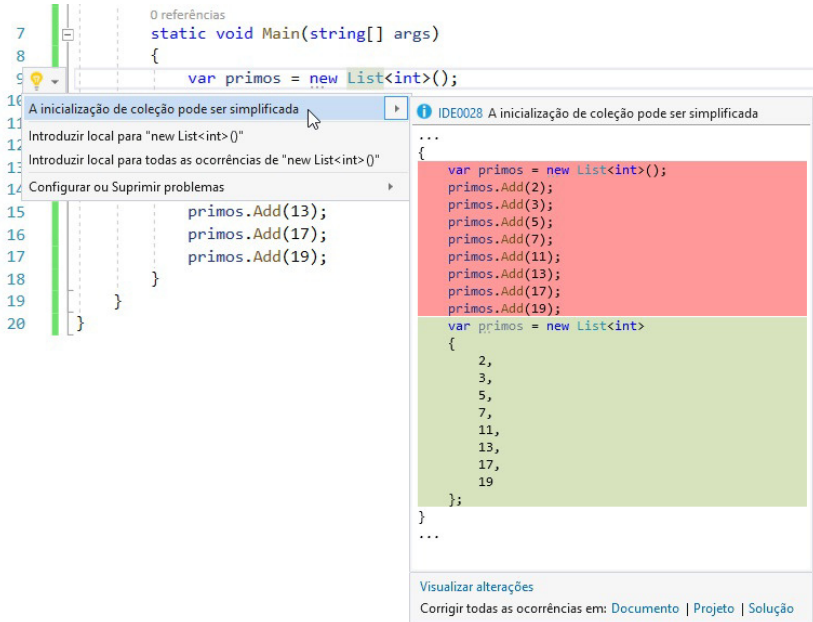 0 referências
7 static void Main(string[] args)
8 {
9 var primos = new List<int>();
10
A inicialização de coleção pode ser simplificada
11
Introduzir local para "new List<int>()"
12
Introduzir local para todas as ocorrências de "new List<int>()"
13
14 Configurar ou Suprimir problemas
15 primos.Add(13);
16 primos.Add(17);
17 primos.Add(19);
18 }
19 }
20 }
IDE0028 A inicialização de coleção pode ser simplificada
...
{
var primos = new List<int>();
primos.Add(2);
primos.Add(3);
primos.Add(5);
primos.Add(7);
primos.Add(11);
primos.Add(13);
primos.Add(17);
primos.Add(19);
var primos = new List<int>
{
2,
3,
5,
7,
11,
13,
17,
19
};
}
...
Visualizar alterações
Corrigir todas as ocorrências em: Documento | Projeto | Solução